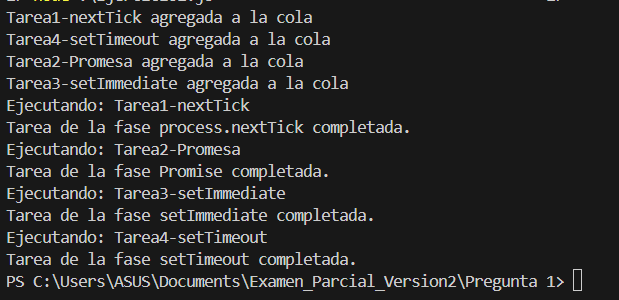 Tarea1-nextTick agregada a la cola
Tarea4-setTimeout agregada a la cola
Tarea2-Promesa agregada a la cola
Tarea3-setImmediate agregada a la cola
Ejecutando: Tarea1-nextTick
Tarea de la fase process.nextTick completada.
Ejecutando: Tarea2-Promesa
Tarea de la fase Promise completada.
Ejecutando: Tarea3-setImmediate
Tarea de la fase setImmediate completada.
Ejecutando: Tarea4-setTimeout
Tarea de la fase setTimeout completada.
PS C:\Users\ASUS\Documents\Examen_Parcial_Version2\Pregunta 1>